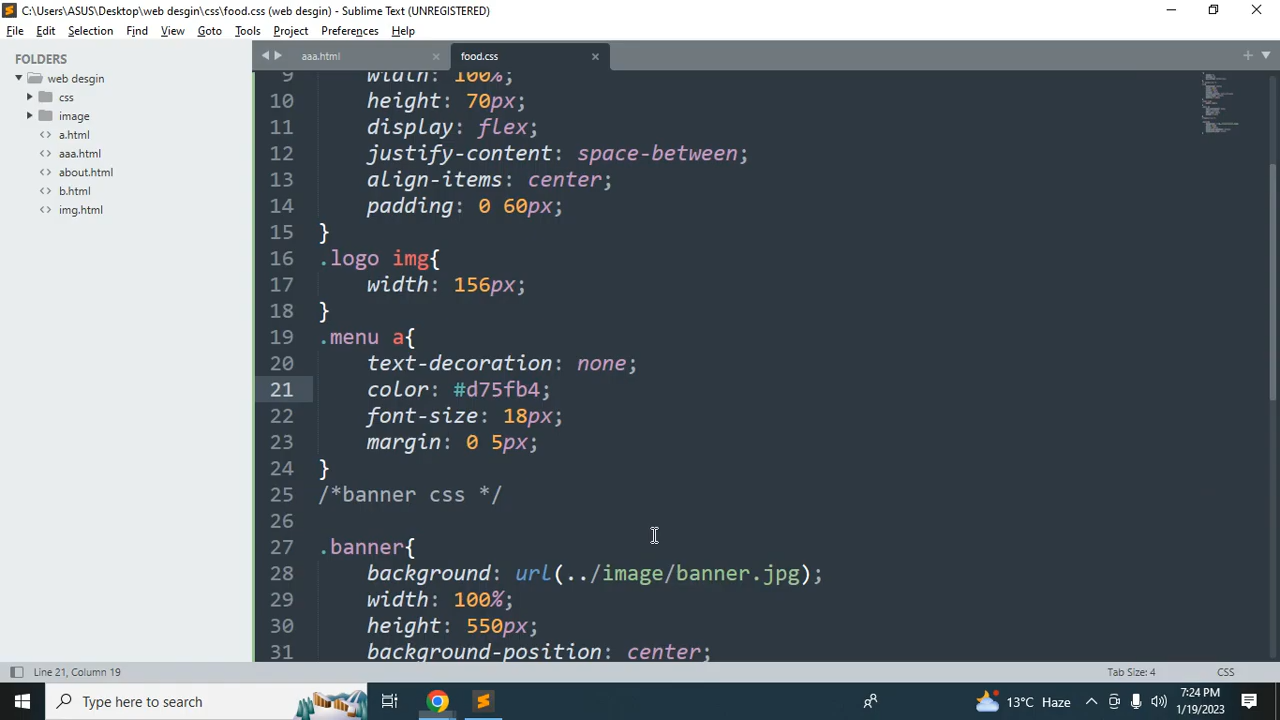 C:\Users\ASUS\Desktop\web desgin\css\food.css (web desgin) - Sublime Text (UNREGISTERED)
File Edit Selection Find View Goto Tools Project Preferences Help
FOLDERS
web desgin
css
image
a.html
aaa.html
about.html
b.html
img.html
aaa.html
food.css
9 width: 100%;
10 height: 70px;
11 display: flex;
12 justify-content: space-between;
13 align-items: center;
14 padding: 0 60px;
15 }
16 .logo img{
17 width: 156px;
18 }
19 .menu a{
20 text-decoration: none;
21 color: #d75fb4;
22 font-size: 18px;
23 margin: 0 5px;
24 }
25 /*banner css */
26
27 .banner{
28 background: url(../image/banner.jpg);
29 width: 100%;
30 height: 550px;
31 background-position: center;
Line 21, Column 19
Tab Size: 4
CSS
Type here to search
13°C Haze
7:24 PM
1/19/2023